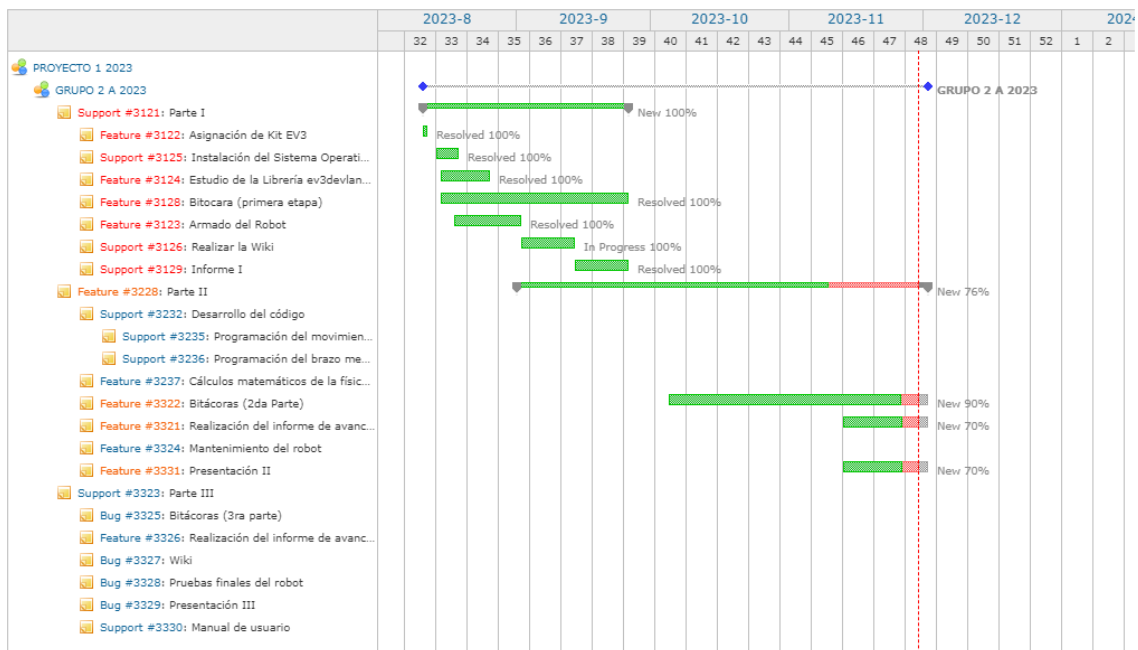 2023-8 2023-9 2023-10 2023-11 2023-12 2024
32 33 34 35 36 37 38 39 40 41 42 43 44 45 46 47 48 49 50 51 52 1 2
PROYECTO 1 2023
GRUPO 2 A 2023 GRUPO 2 A 2023
Support #3121: Parte I New 100%
Feature #3122: Asignación de Kit EV3 Resolved 100%
Support #3125: Instalación del Sistema Operati... Resolved 100%
Feature #3124: Estudio de la Librería ev3devlan... Resolved 100%
Feature #3128: Bitocara (primera etapa) Resolved 100%
Feature #3123: Armado del Robot Resolved 100%
Support #3126: Realizar la Wiki In Progress 100%
Support #3129: Informe I Resolved 100%
Feature #3228: Parte II New 76%
Support #3232: Desarrollo del código
Support #3235: Programación del movimien...
Support #3236: Programación del brazo me...
Feature #3237: Cálculos matemáticos de la físic...
Feature #3322: Bitácoras (2da Parte) New 90%
Feature #3321: Realización del informe de avanc... New 70%
Feature #3324: Mantenimiento del robot
Feature #3331: Presentación II New 70%
Support #3323: Parte III
Bug #3325: Bitácoras (3ra parte)
Feature #3326: Realización del informe de avanc...
Bug #3327: Wiki
Bug #3328: Pruebas finales del robot
Bug #3329: Presentación III
Support #3330: Manual de usuario